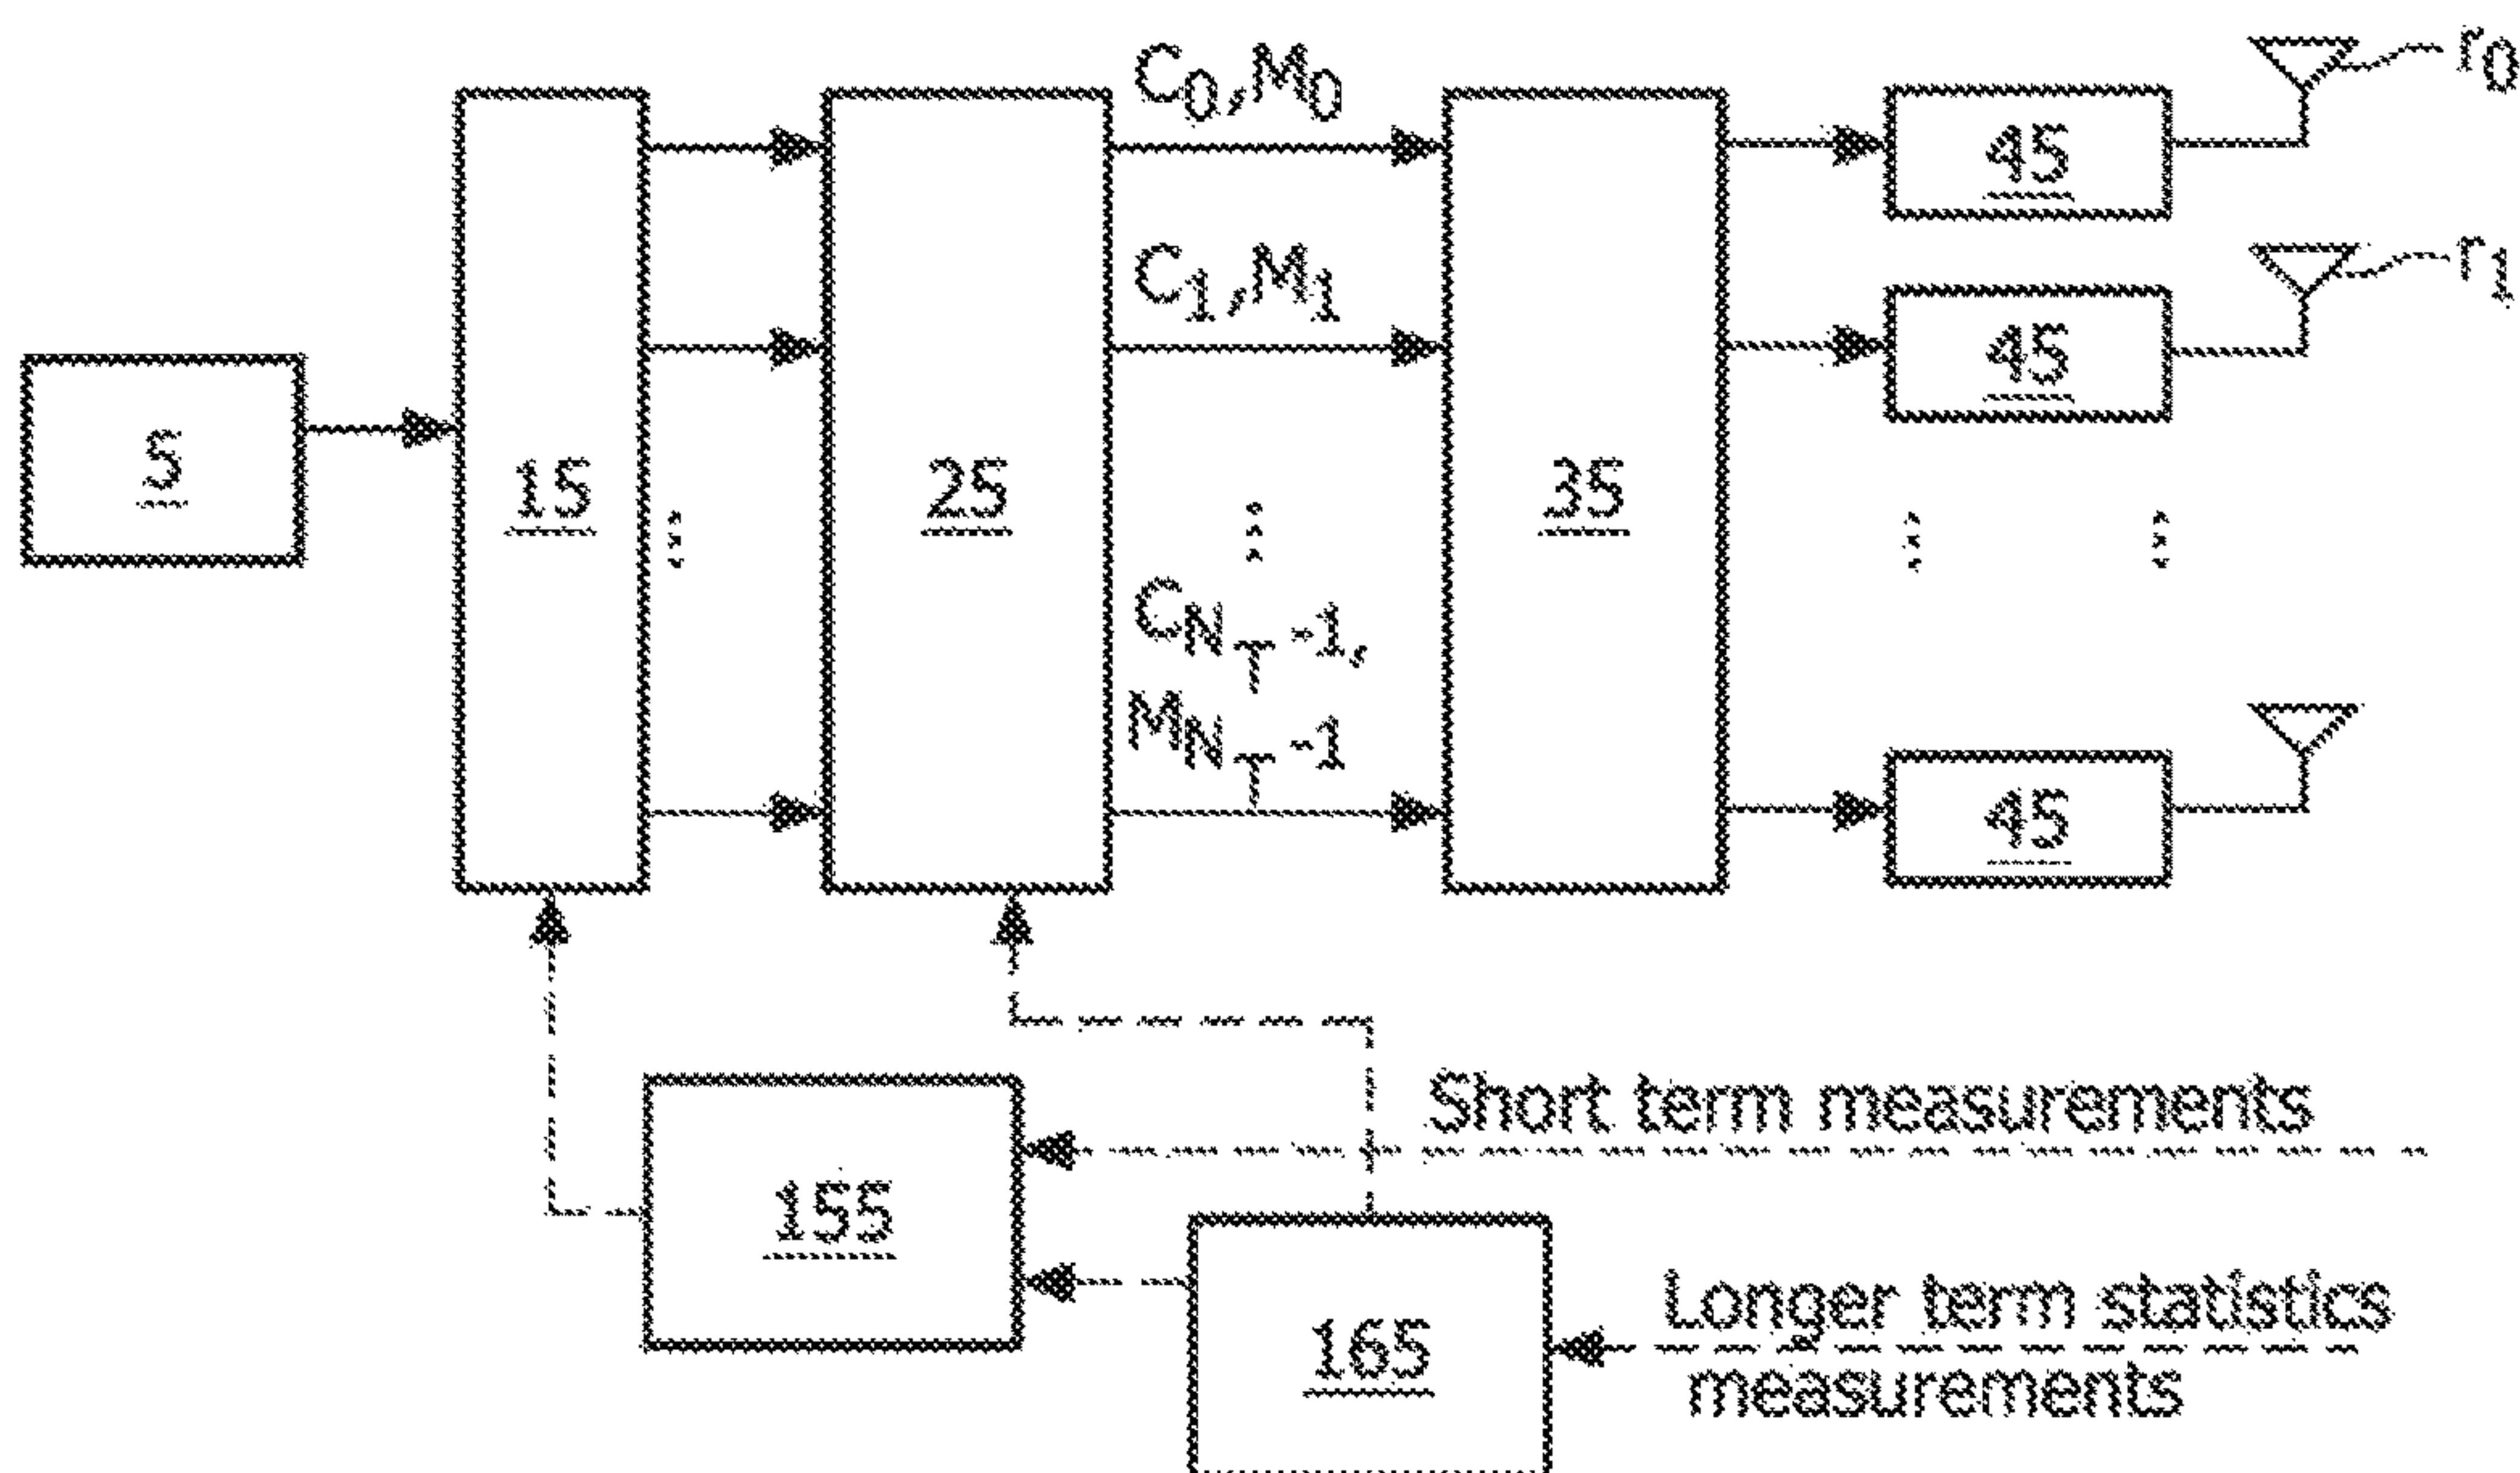 C0,M0
r0
45
C1,M1
r1
45
5
15
25
35
CNT-1,
MNT-1
45
Short term measurements
155
Longer term statistics
165
measurements